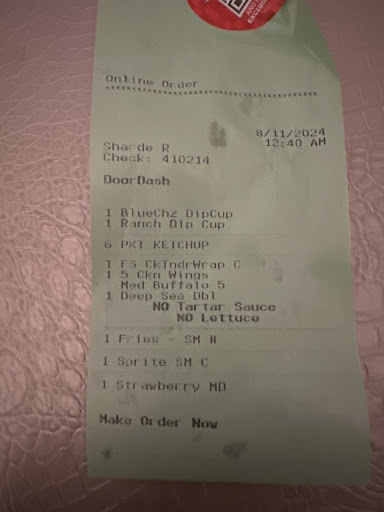 AND
EXCLUSIV
Online Order
****************************************
8/11/2024
12:40 AM
Sharde R
Check: 410214
DoorDash
1 BlueChz DipCup
1 Ranch Dip Cup
6 PKT KETCHUP
1 FS CkTndrWrap C
1 5 Ckn Wings
Med Buffalo 5
1 Deep Sea Dbl
NO Tartar Sauce
NO Lettuce
1 Fries - SM H
1 Sprite SM C
1 Strawberry MD
Make Order Now